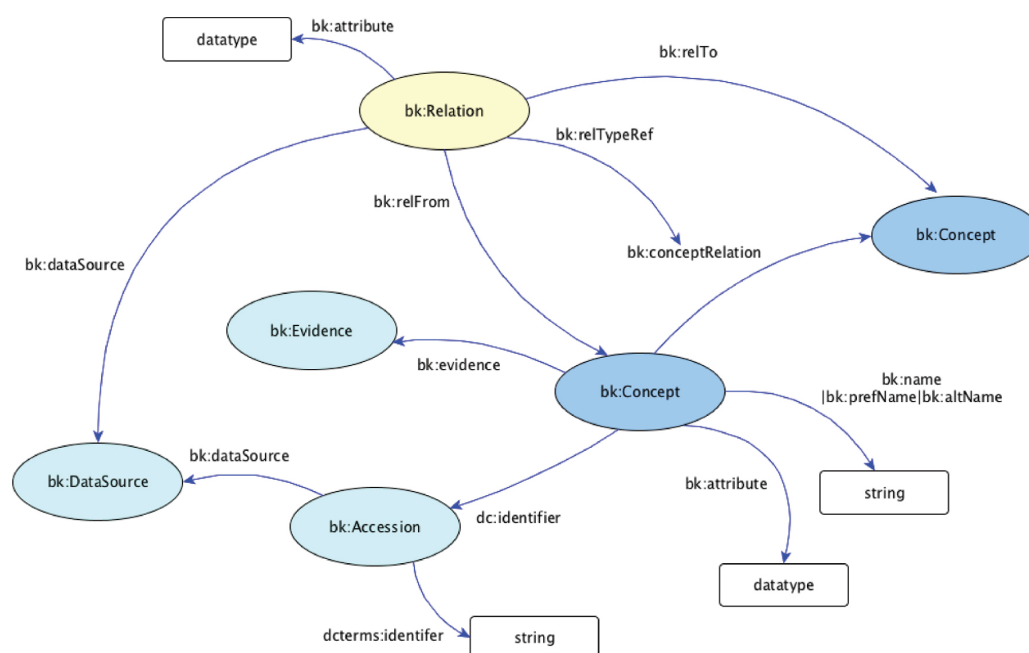 bk:attribute
datatype
bk:relTo
bk:Relation
bk:relTypeRef
bk:relFrom
bk:Concept
bk:conceptRelation
bk:dataSource
bk:Evidence
bk:evidence
bk:name
|bk:prefName|bk:altName
bk:Concept
bk:dataSource
bk:DataSource
bk:attribute
string
dc:identifier
bk:Accession
datatype
dcterms:identifer
string